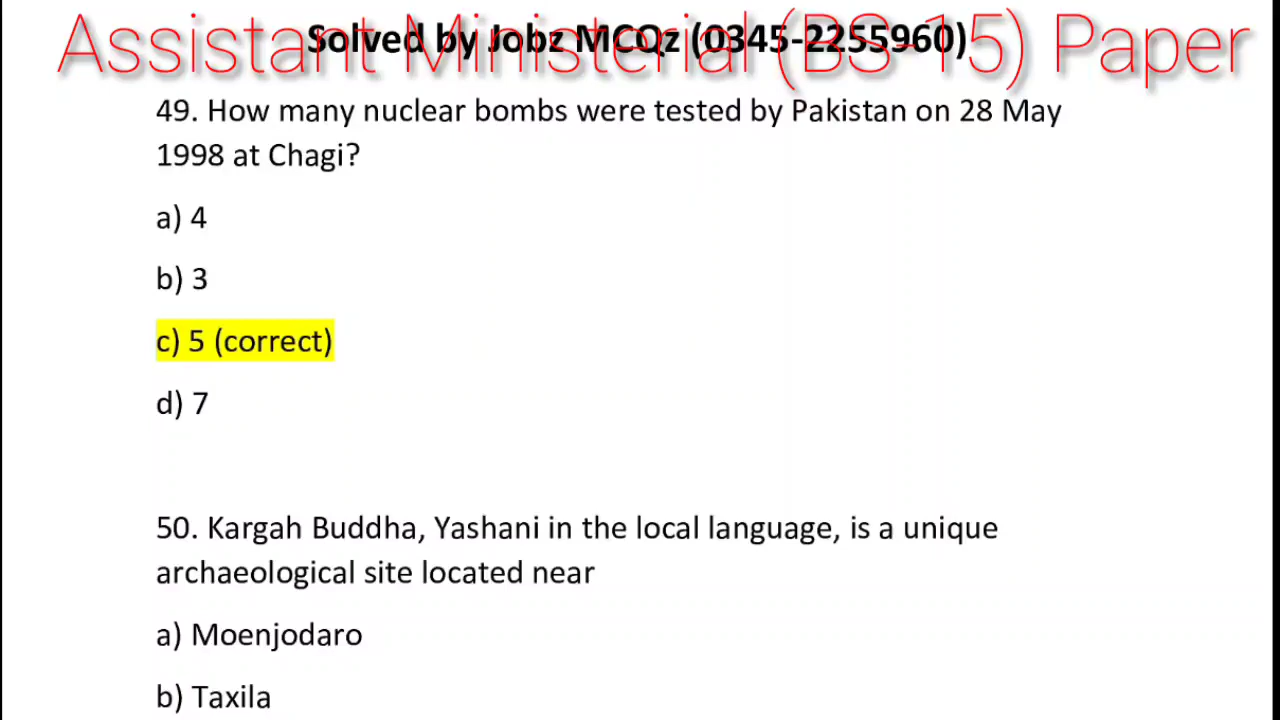 Assistant Ministerial (BS-15) Paper
Solved by Jobz MCQz (0345-2255960)
49. How many nuclear bombs were tested by Pakistan on 28 May
1998 at Chagi?
a) 4
b) 3
c) 5 (correct)
d) 7
50. Kargah Buddha, Yashani in the local language, is a unique
archaeological site located near
a) Moenjodaro
b) Taxila